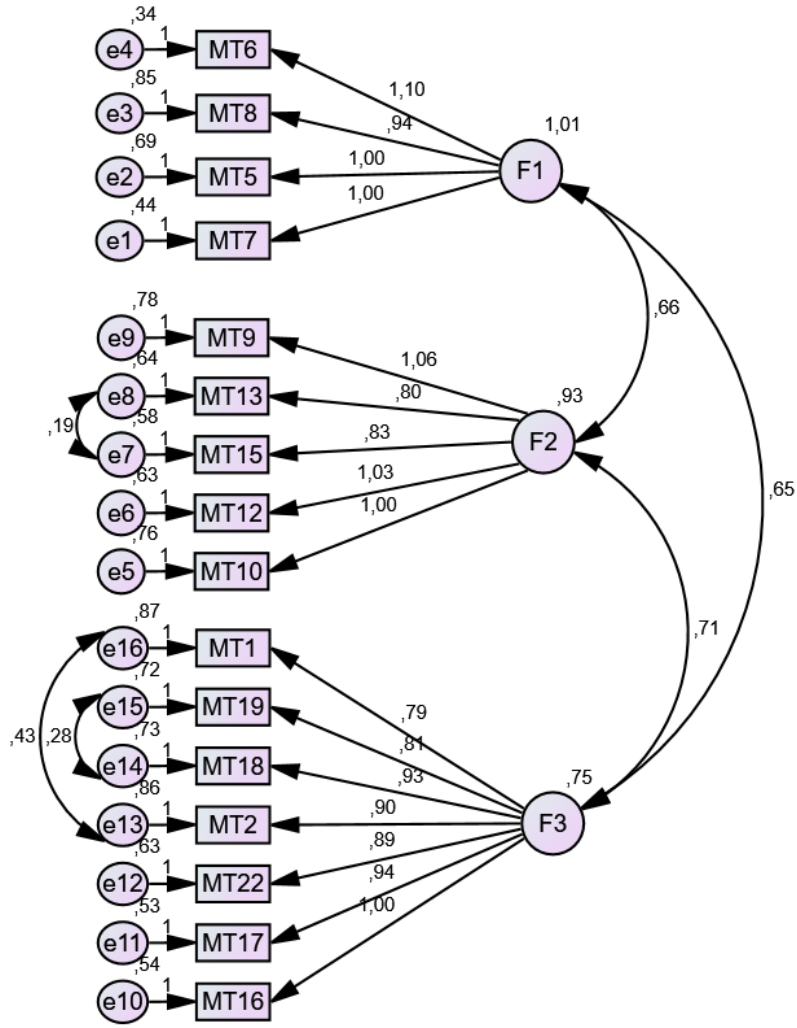 ,34
e4 1 MT6
,85
e3 1 MT8
,69
e2 1 MT5
,44
e1 1 MT7
1,10
,94
1,00
1,00
1,01
F1
,78
e9 1 MT9
,64
e8 1 MT13
,58
e7 1 MT15
,63
e6 1 MT12
,76
e5 1 MT10
,19
1,06
,80
,83
1,03
1,00
,93
F2
,66
,65
,71
,87
e16 1 MT1
,72
e15 1 MT19
,73
e14 1 MT18
,86
e13 1 MT2
,63
e12 1 MT22
,53
e11 1 MT17
,54
e10 1 MT16
,43
,28
,79
,81
,93
,90
,89
,94
1,00
,75
F3